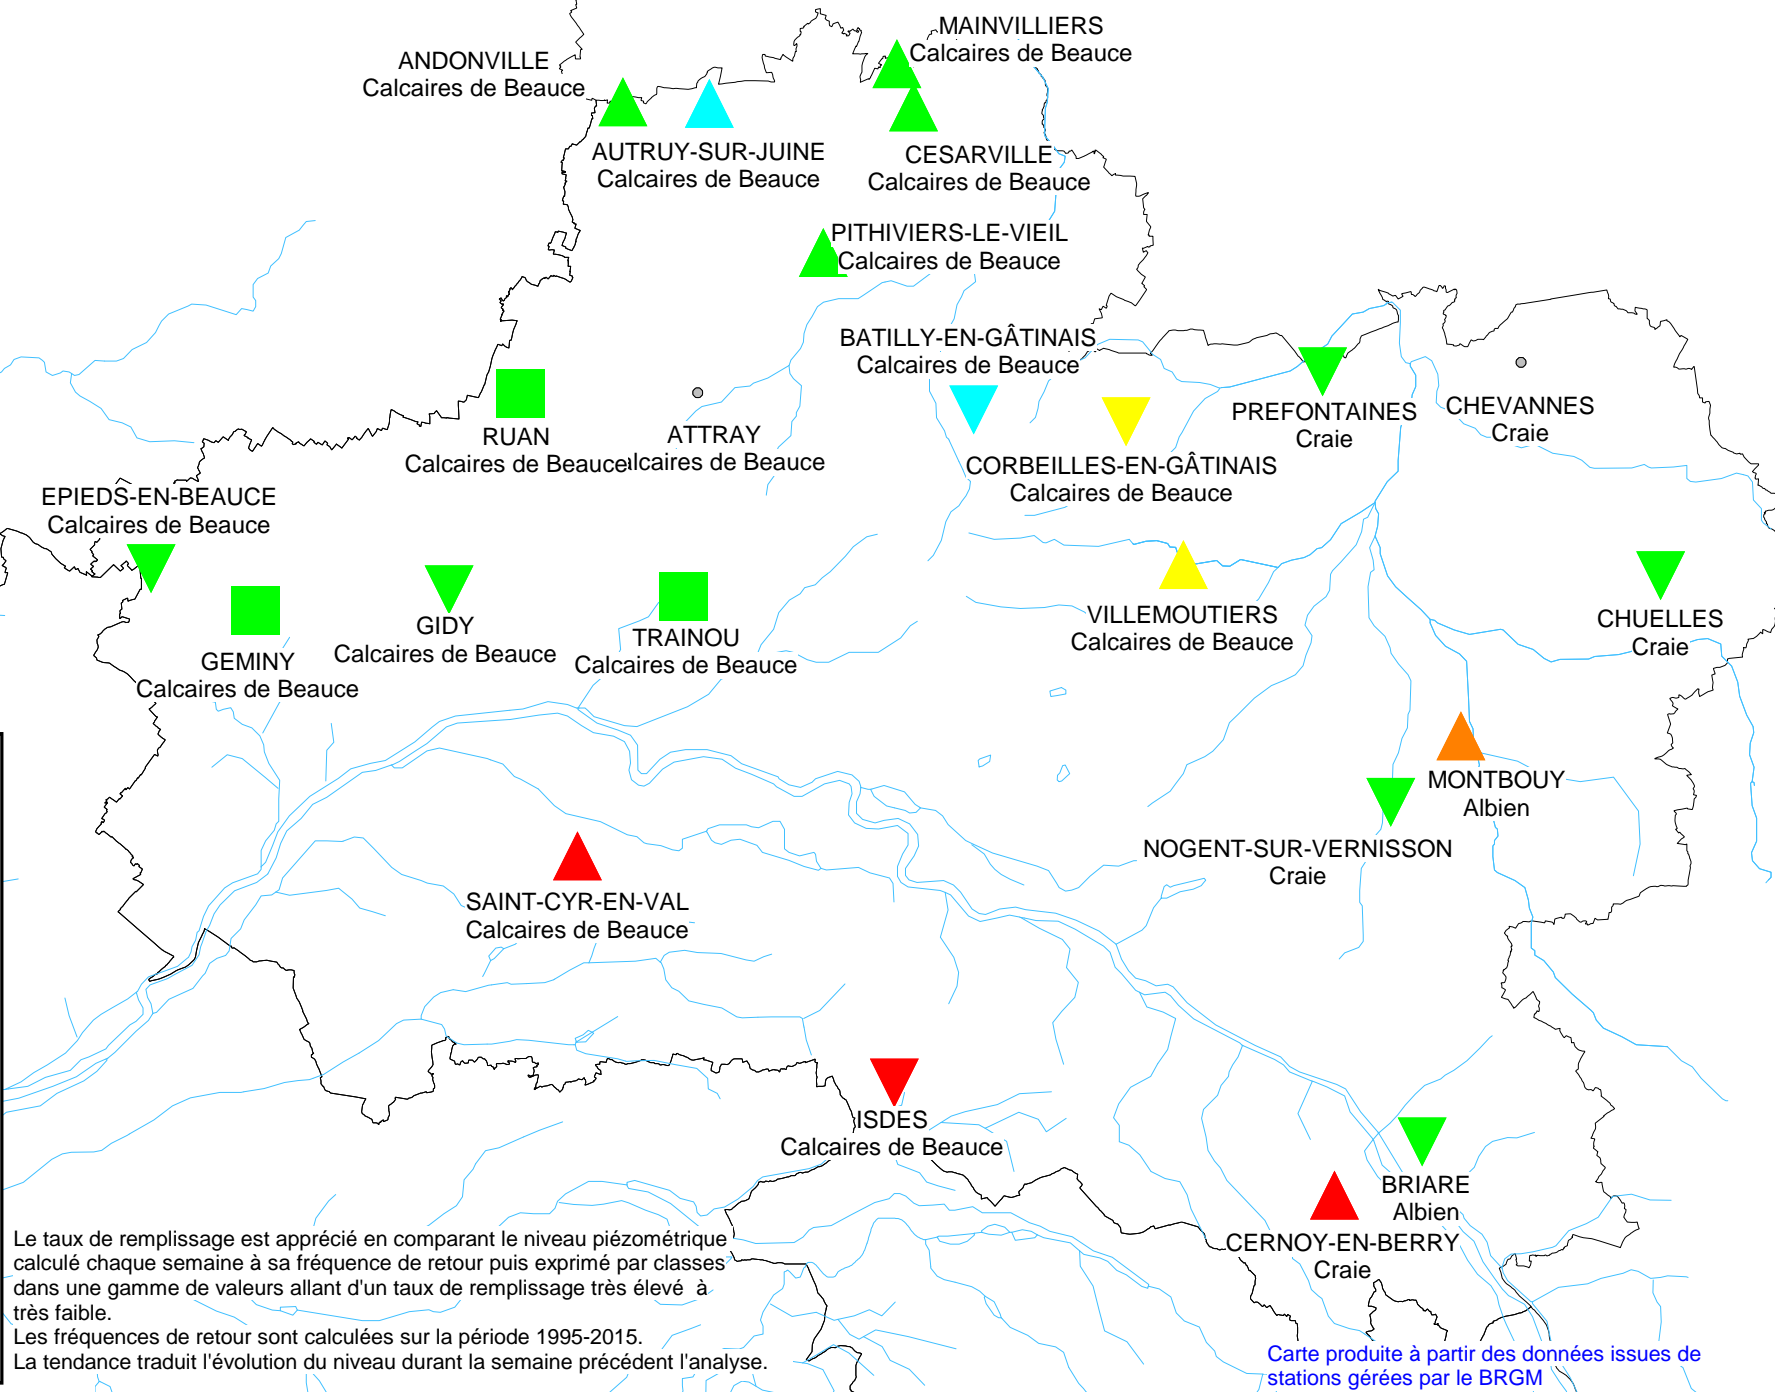 MAINVILLIERS
Calcaires de Beauce
ANDONVILLE
Calcaires de Beauce
AUTRUY-SUR-JUINE
Calcaires de Beauce
CESARVILLE
Calcaires de Beauce
PITHIVIERS-LE-VIEIL
Calcaires de Beauce
BATILLY-EN-GÂTINAIS
Calcaires de Beauce
PREFONTAINES
Craie
CHEVANNES
Craie
RUAN
Calcaires de Beauce
ATTRAY
lcaires de Beauce
CORBEILLES-EN-GÂTINAIS
Calcaires de Beauce
EPIEDS-EN-BEAUCE
Calcaires de Beauce
GEMINY
Calcaires de Beauce
GIDY
Calcaires de Beauce
TRAINOU
Calcaires de Beauce
VILLEMOUTIERS
Calcaires de Beauce
CHUELLES
Craie
MONTBOUY
Albien
NOGENT-SUR-VERNISSON
Craie
SAINT-CYR-EN-VAL
Calcaires de Beauce
ISDES
Calcaires de Beauce
BRIARE
Albien
CERNOY-EN-BERRY
Craie
Le taux de remplissage est apprécié en comparant le niveau piézométrique
calculé chaque semaine à sa fréquence de retour puis exprimé par classes
dans une gamme de valeurs allant d'un taux de remplissage très élevé à
très faible.
Les fréquences de retour sont calculées sur la période 1995-2015.
La tendance traduit l'évolution du niveau durant la semaine précédent l'analyse.
Carte produite à partir des données issues de
stations gérées par le BRGM